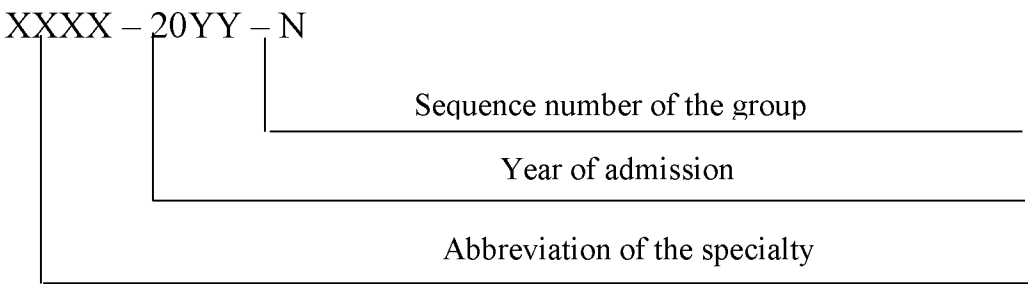 XXXX – 20YY – N
Sequence number of the group
Year of admission
Abbreviation of the specialty